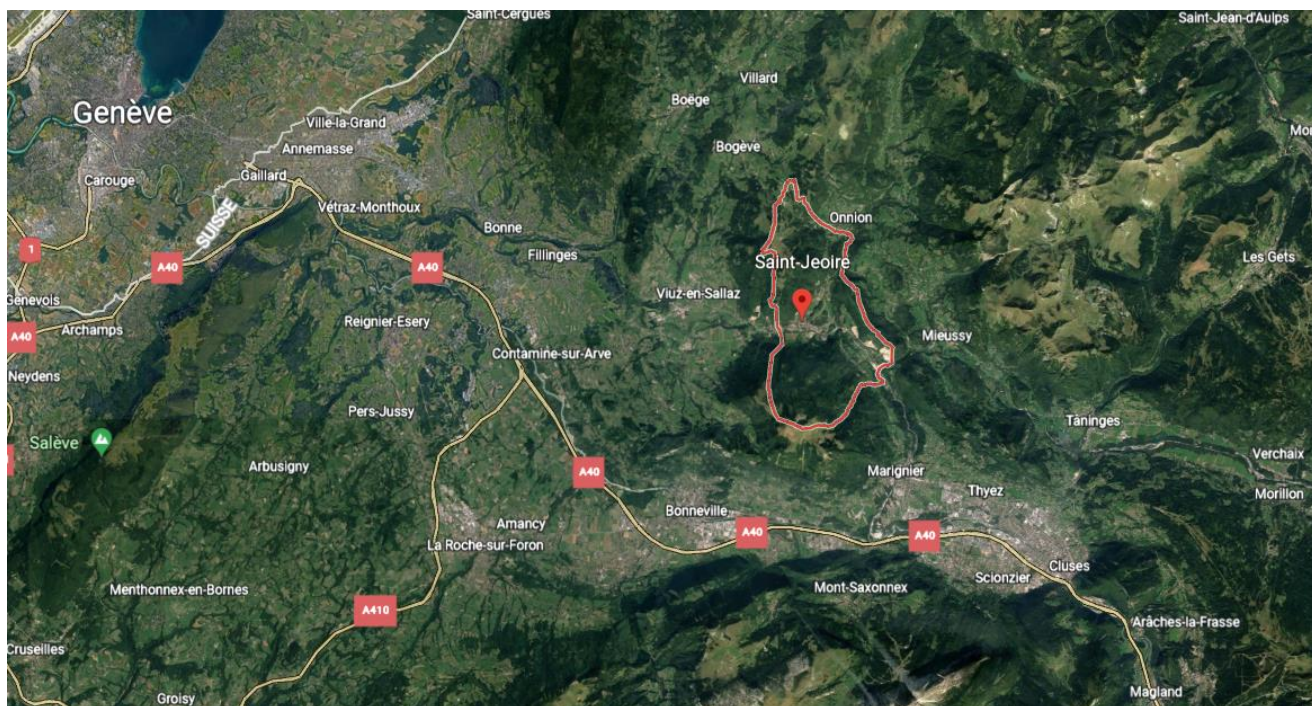 Saint-Cergues
Saint-Jean-d'Aulps
Villard
Boëge
Genève
Ville-la-Grand
Annemasse
Bogève
Gaillard
Carouge
Vétraz-Monthoux
SUISSE
Onnion
Bonne
1
Fillinges
Saint-Jeoire
Les Gets
A40
A40
Viuz-en-Sallaz
Genevois
Archamps
Reignier-Esery
A40
Mieussy
Contamine-sur-Arve
Neydens
Pers-Jussy
Taninges
Salève
Verchaix
Arbusigny
A40
Marignier
Thyez
Morillon
Bonneville
Amancy
A40
A40
La Roche-sur-Foron
Cluses
Scionzier
Menthonnex-en-Bornes
Mont-Saxonnex
A410
Arâches-la-Frasse
Cruseilles
Groisy
Magland